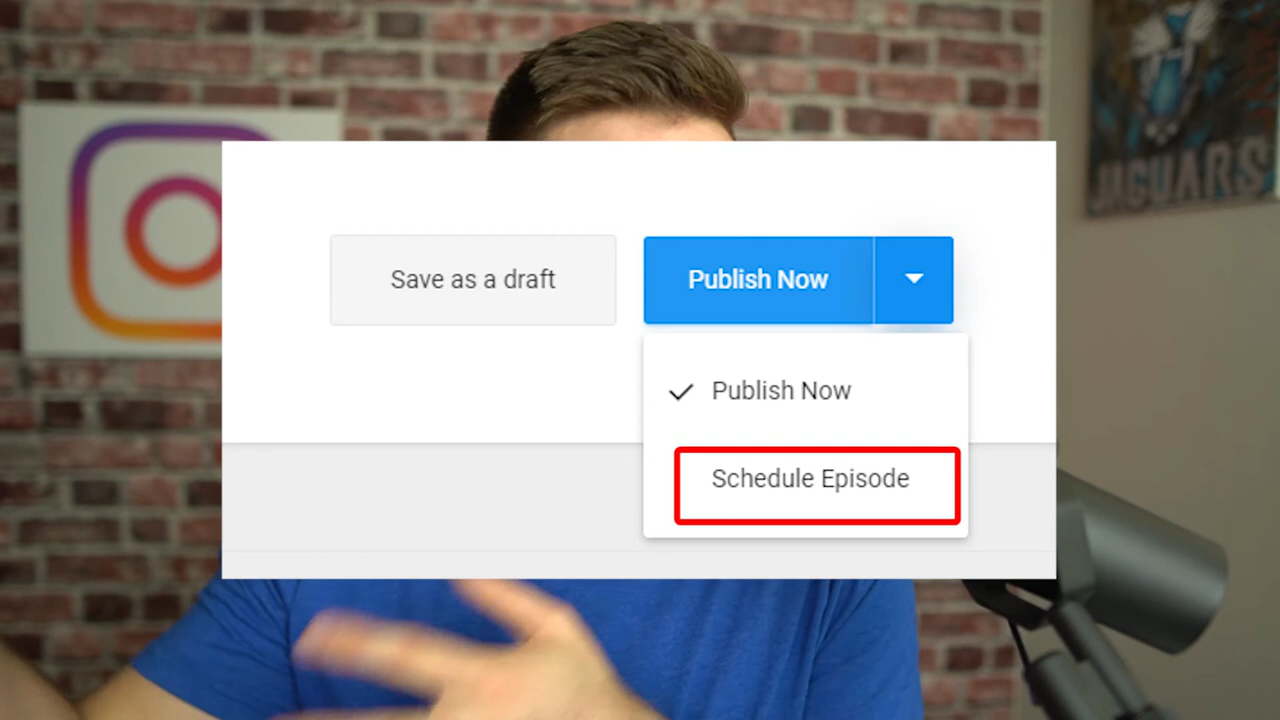 JAGUARS
Save as a draft
Publish Now
Publish Now
Schedule Episode